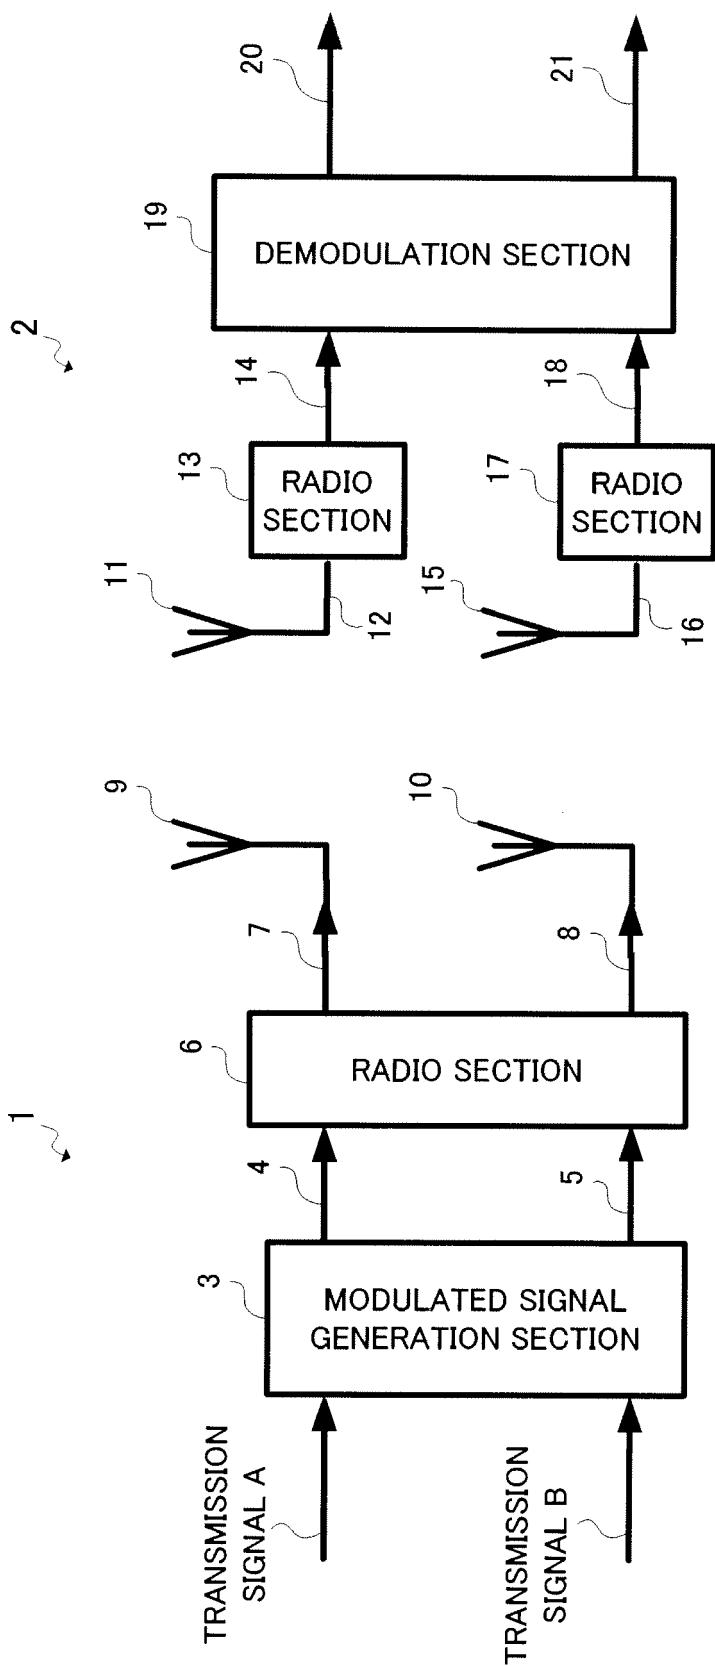 2
20
21
19
DEMODULATION SECTION
14
18
13
RADIO
SECTION
17
RADIO
SECTION
11
12
15
16
1
9
10
7
8
6
RADIO SECTION
4
5
3
MODULATED SIGNAL
GENERATION SECTION
TRANSMISSION
SIGNAL A
TRANSMISSION
SIGNAL B